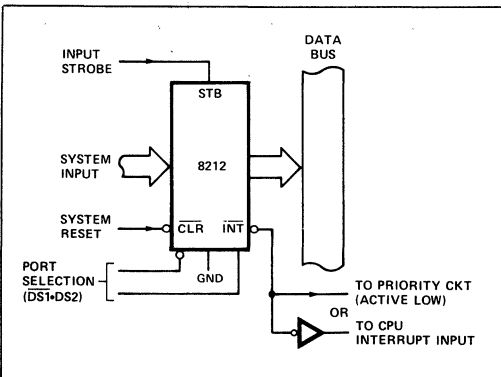 INPUT
STROBE
DATA
BUS
STB
SYSTEM
INPUT
8212
SYSTEM
RESET
CLR
INT
PORT
SELECTION
(DS1•DS2)
GND
TO PRIORITY CKT
(ACTIVE LOW)
OR
TO CPU
INTERRUPT INPUT